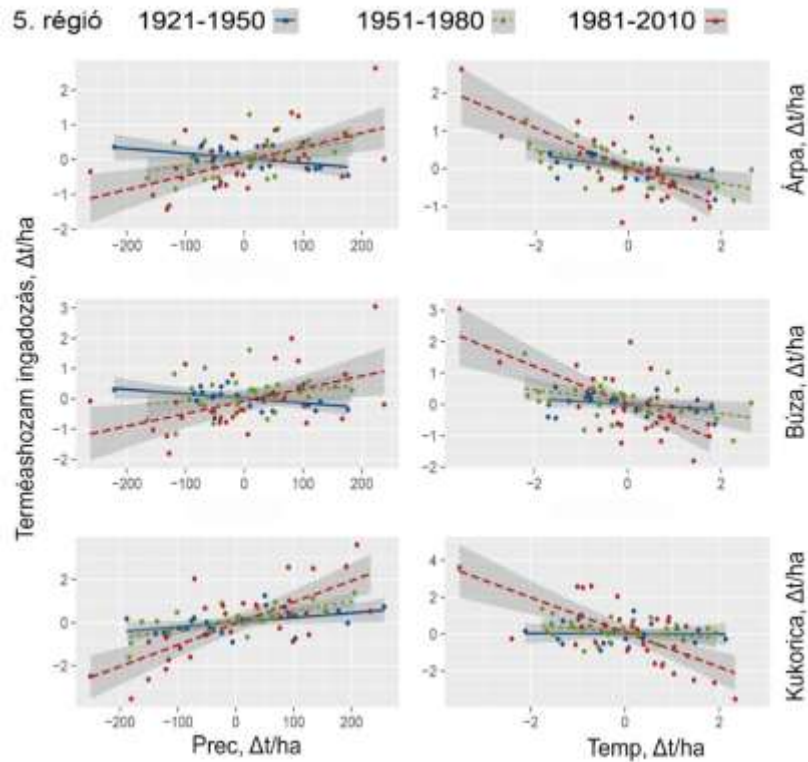 5. régió 1921-1950 1951-1980 1981-2010
Terméashozam ingadozás, Δt/ha
2
1
0
−1
−2
−200 −100 0 100 200
2
1
0
−1
−2 0 2
Árpa, Δt/ha
3
2
1
0
−1
−2
−200 −100 0 100 200
3
2
1
0
−1
−2
−2 0 2
Búza, Δt/ha
2
0
−2
−200 −100 0 100 200
Prec, Δt/ha
4
2
0
−2
−2 0 2
Temp, Δt/ha
Kukorica, Δt/ha